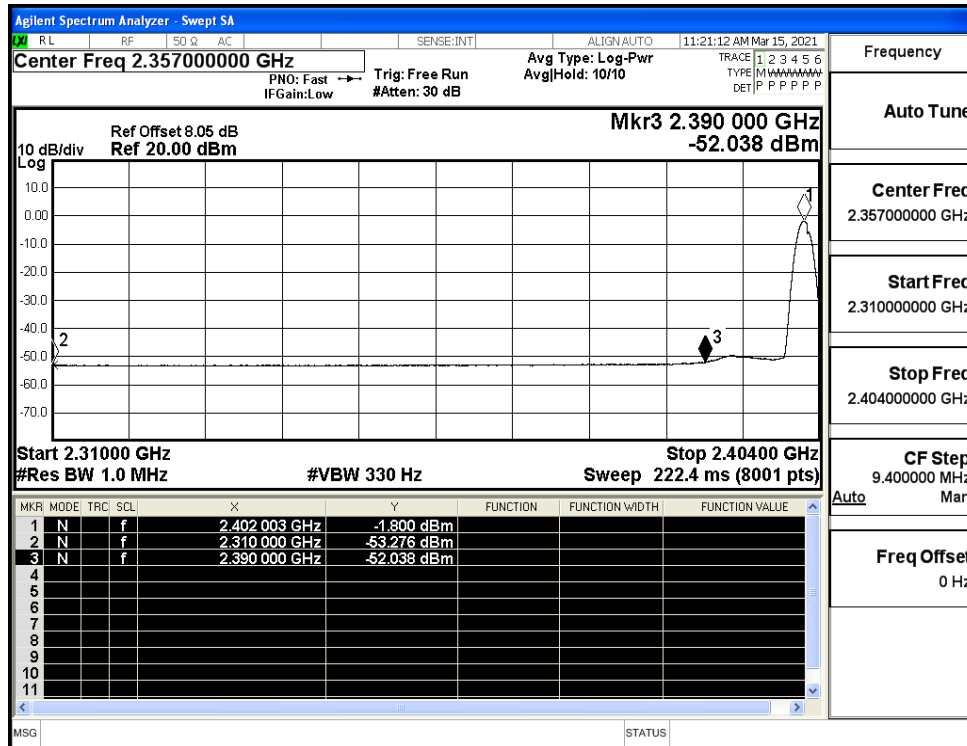 Agilent Spectrum Analyzer - Swept SA
LXI RL RF 50 Ω AC SENSE:INT ALIGN AUTO 11:21:12 AM Mar 15, 2021
Center Freq 2.357000000 GHz
PNO: Fast
IFGain:Low
Trig: Free Run
#Atten: 30 dB
Avg Type: Log-Pwr
Avg|Hold: 10/10
TRACE 1 2 3 4 5 6
TYPE M WWWWW
DET P P P P P P
Mkr3 2.390 000 GHz
-52.038 dBm
Ref Offset 8.05 dB
10 dB/div Ref 20.00 dBm
Log
10.0
0.00
-10.0
-20.0
-30.0
-40.0
-50.0
-60.0
-70.0
1
2
3
Start 2.31000 GHz Stop 2.40400 GHz
#Res BW 1.0 MHz #VBW 330 Hz Sweep 222.4 ms (8001 pts)
MKR MODE TRC SCL X Y FUNCTION FUNCTION WIDTH FUNCTION VALUE
1 N f 2.402 003 GHz -1.800 dBm
2 N f 2.310 000 GHz -53.276 dBm
3 N f 2.390 000 GHz -52.038 dBm
4
5
6
7
8
9
10
11
MSG STATUS
Frequency
Auto Tune
Center Freq
2.357000000 GHz
Start Freq
2.310000000 GHz
Stop Freq
2.404000000 GHz
CF Step
9.400000 MHz
Auto Man
Freq Offset
0 Hz